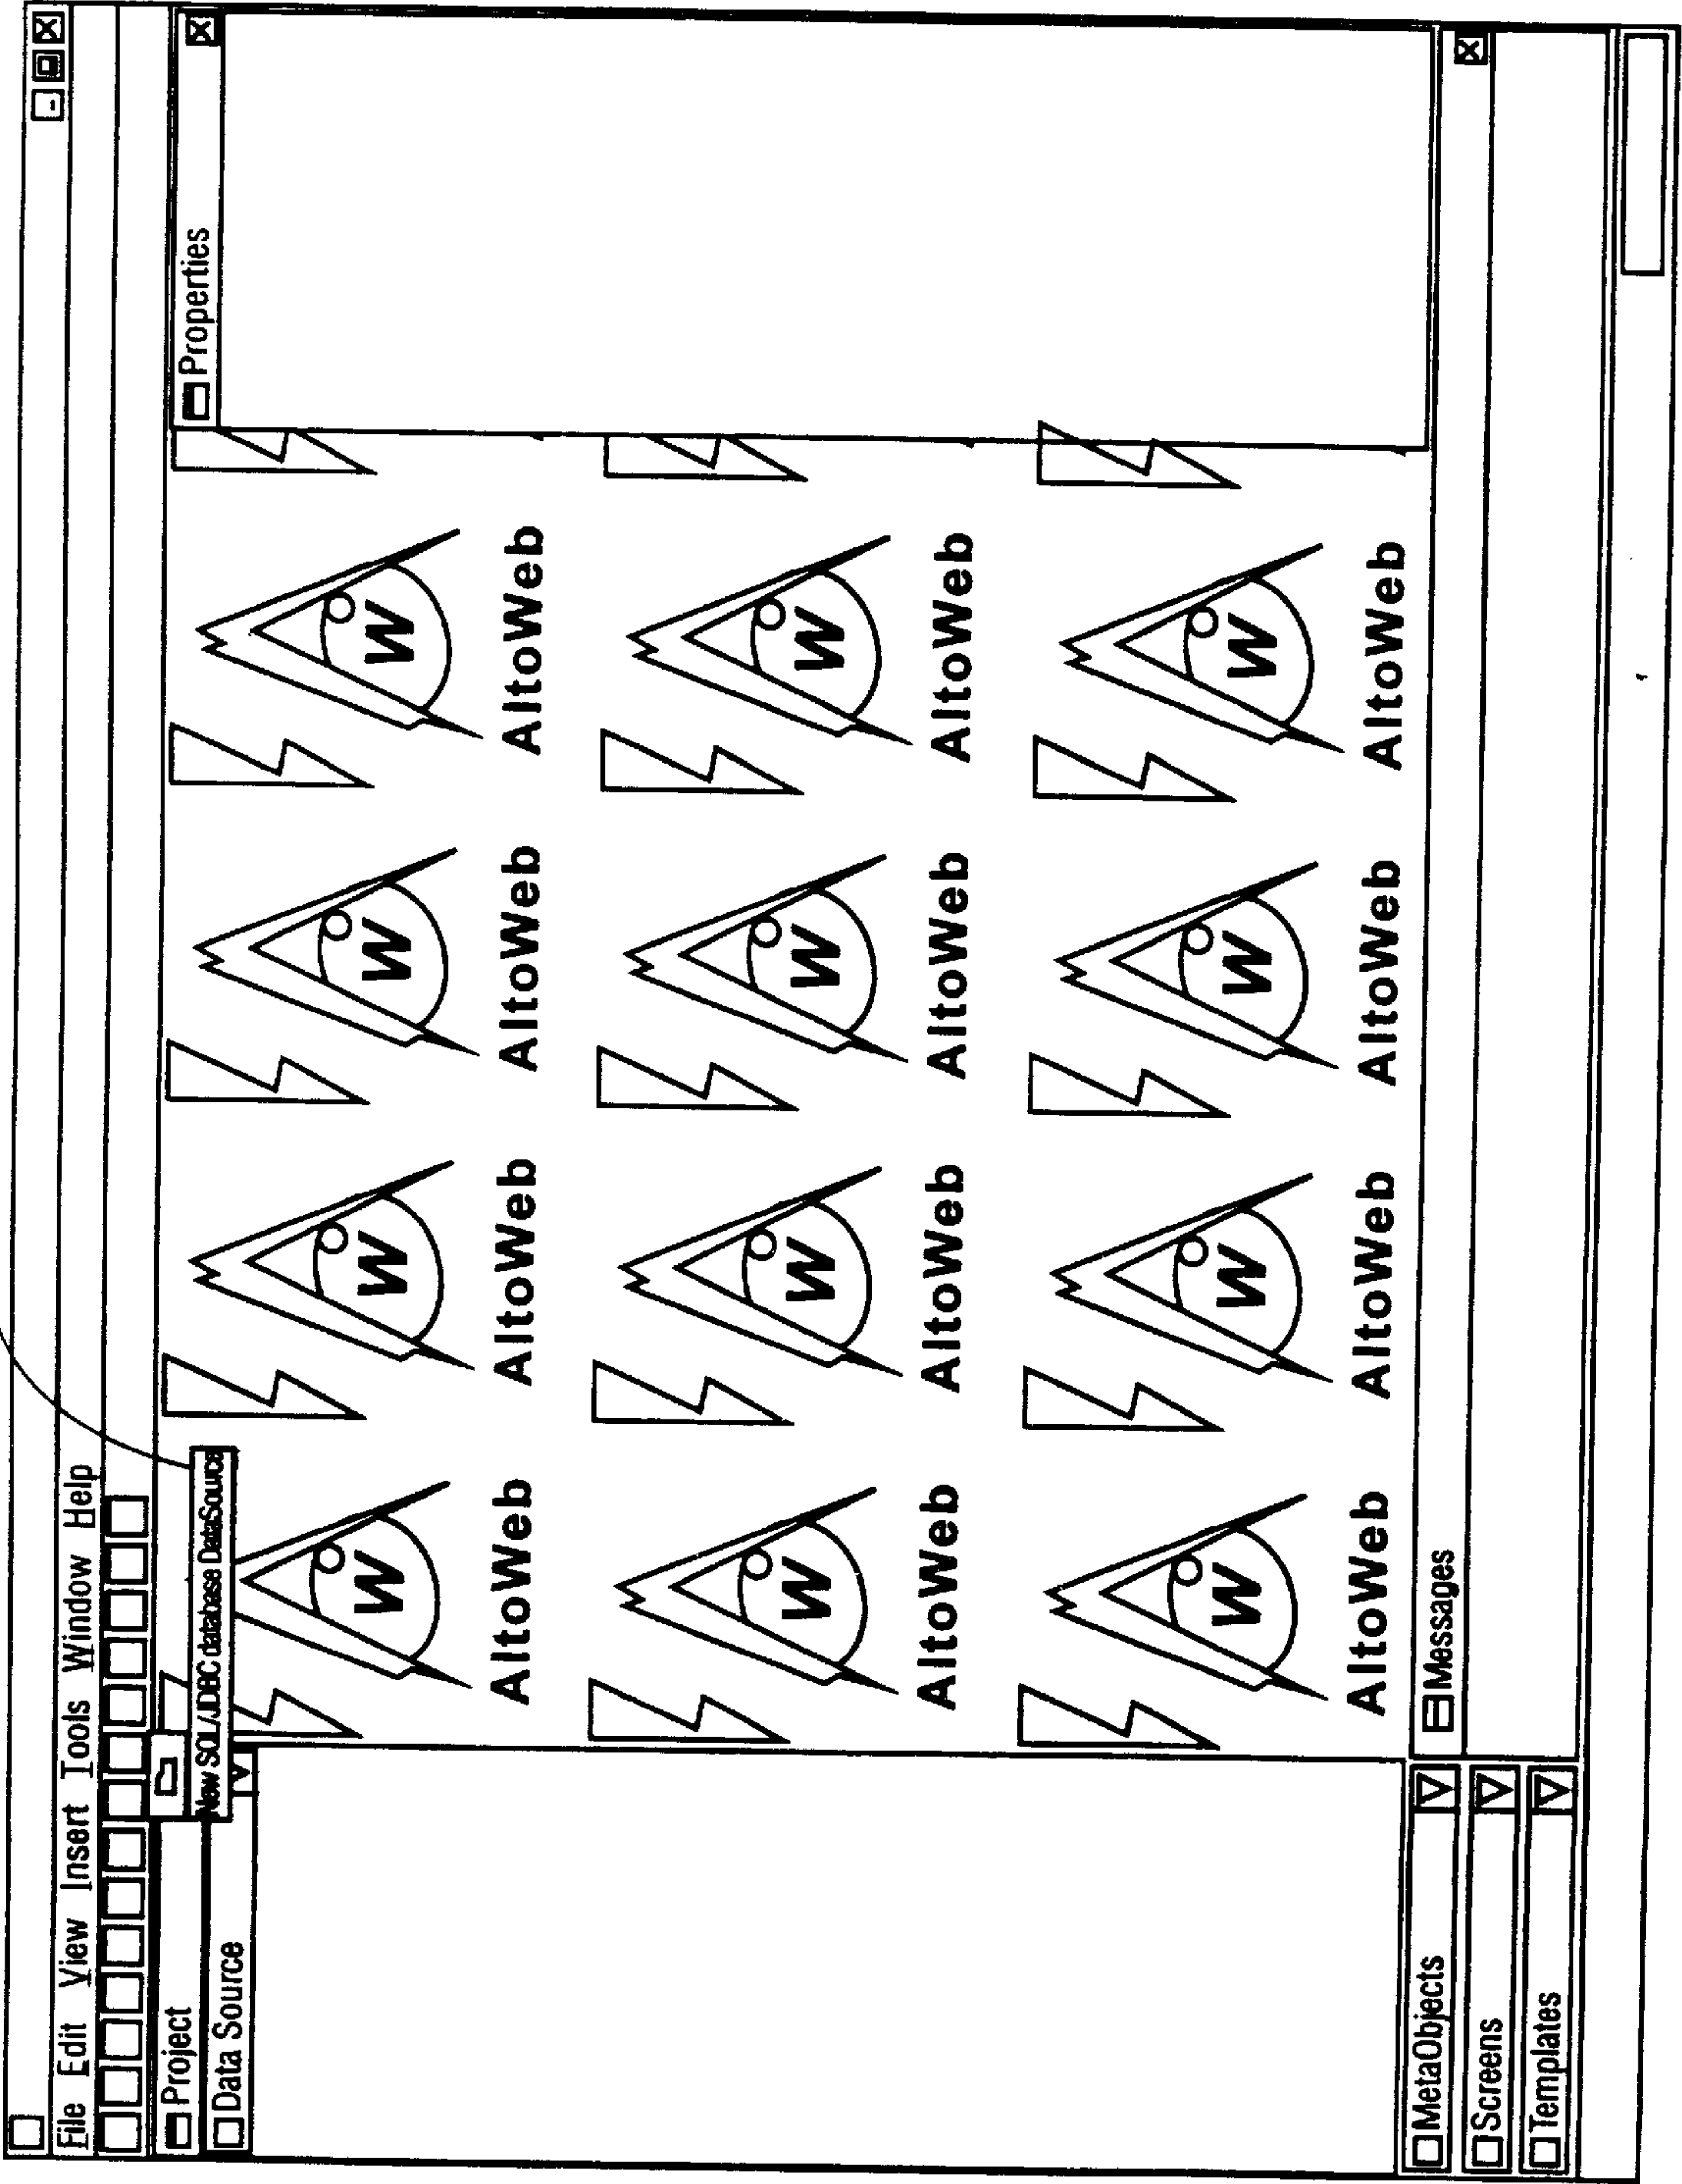 File Edit View Insert Tools Window Help
Project
New SQL/JDBC database DataSource
Data Source
Properties
W W W W
AltoWeb AltoWeb AltoWeb AltoWeb
W W W W
AltoWeb AltoWeb AltoWeb AltoWeb
W W W W
AltoWeb AltoWeb AltoWeb AltoWeb
MetaObjects
Messages
Screens
Templates